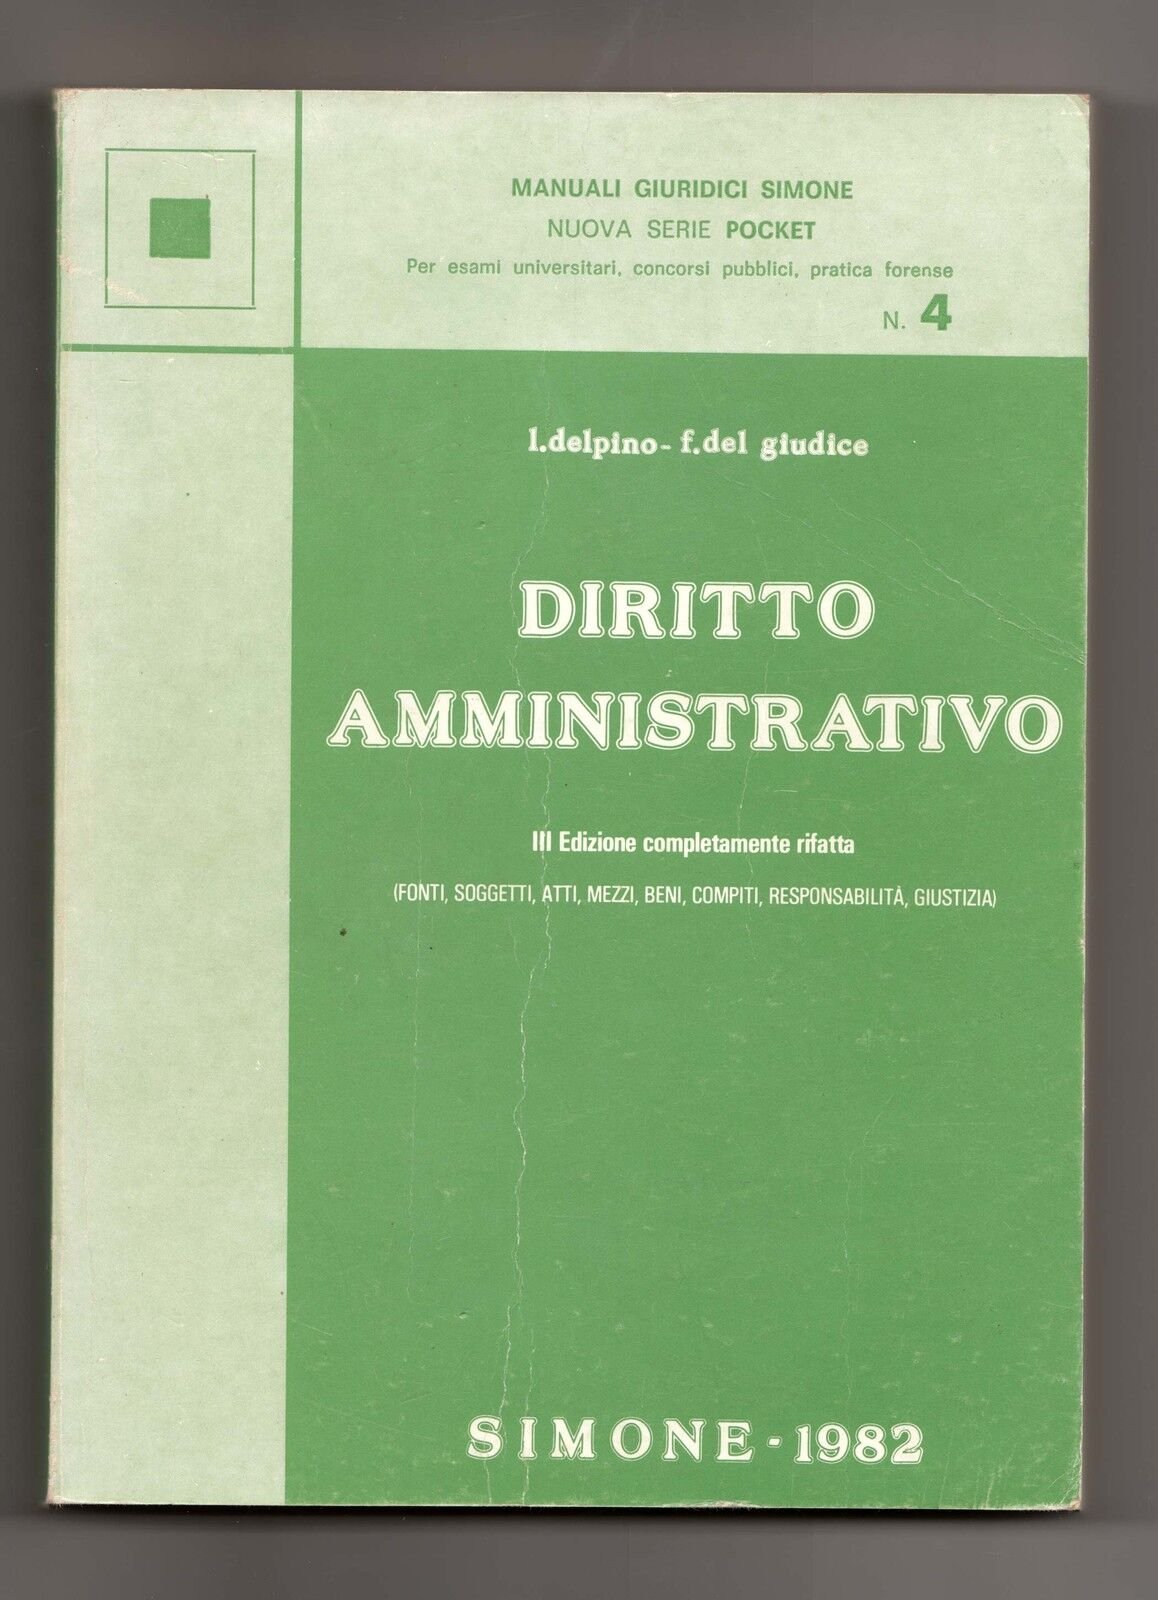 MANUALI GIURIDICI SIMONE
NUOVA SERIE POCKET
Per esami universitari, concorsi pubblici, pratica forense
N. 4
l.delpino - f.del giudice
DIRITTO
AMMINISTRATIVO
III Edizione completamente rifatta
(FONTI, SOGGETTI, ATTI, MEZZI, BENI, COMPITI, RESPONSABILITÀ, GIUSTIZIA)
SIMONE - 1982